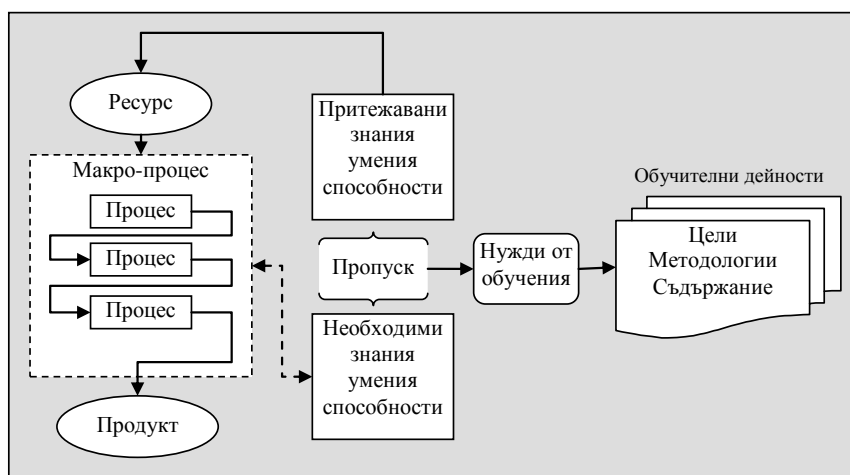 Ресурс
Макро-процес
Процес
Процес
Процес
Продукт
Притежавани
знания
умения
способности
Пропуск
Необходими
знания
умения
способности
Нужди от
обучения
Обучителни дейности
Цели
Методологии
Съдържание